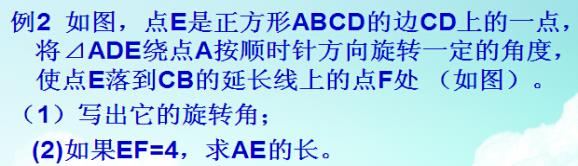 例2 如图，点E是正方形ABCD的边CD上的一点，
将⊿ADE绕点A按顺时针方向旋转一定的角度，
使点E落到CB的延长线上的点F处 （如图）。
（1）写出它的旋转角；
(2)如果EF=4，求AE的长。